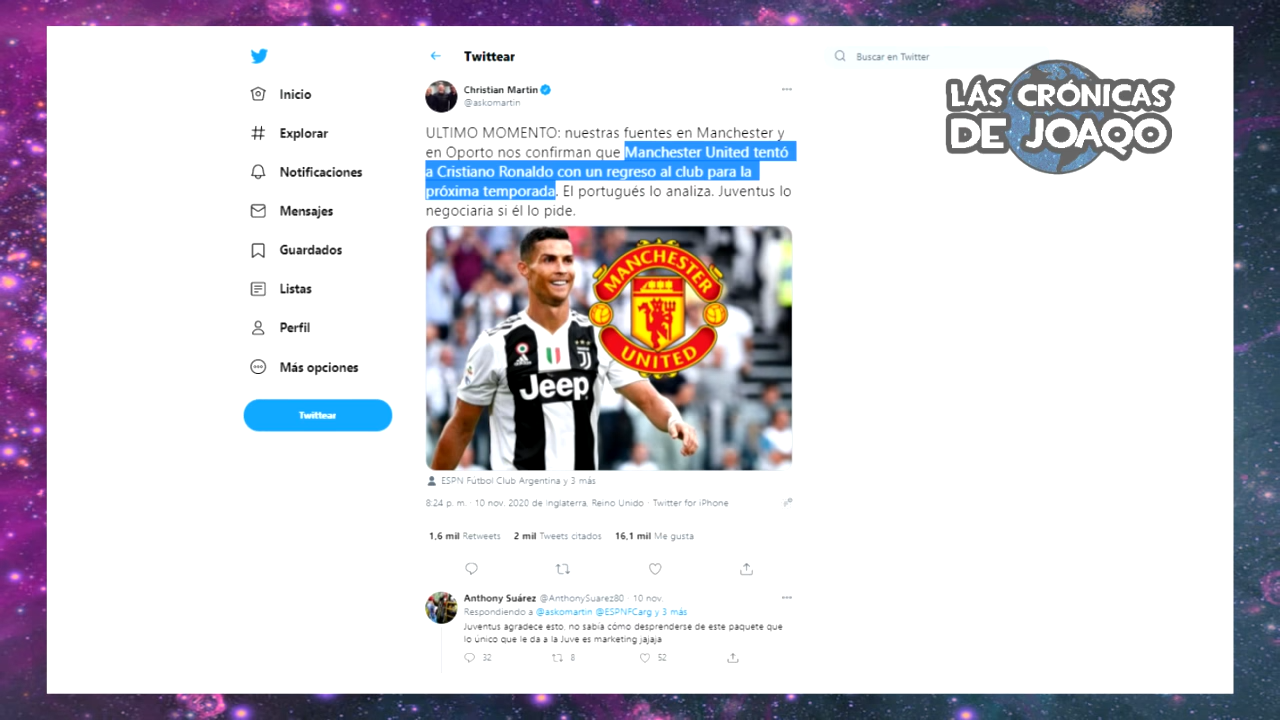 Twittear
Buscar en Twitter
LAS CRÓNICAS
DE JOAQO
Inicio
Explorar
Notificaciones
Mensajes
Guardados
Listas
Perfil
Más opciones
Twittear
Christian Martin
@askomartin
ULTIMO MOMENTO: nuestras fuentes en Manchester y
en Oporto nos confirman que Manchester United tentó
a Cristiano Ronaldo con un regreso al club para la
próxima temporada. El portugués lo analiza. Juventus lo
negociaria si él lo pide.
MANCHESTER
UNITED
Jeep
ESPN Fútbol Club Argentina y 3 más
8:24 p. m. · 10 nov. 2020 de Inglaterra, Reino Unido · Twitter for iPhone
1,6 mil Retweets 2 mil Tweets citados 16,1 mil Me gusta
Anthony Suárez @AnthonySuarez80 · 10 nov.
Respondiendo a @askomartin @ESPNFCarg y 3 más
Juventus agradece esto, no sabía cómo desprenderse de este paquete que
lo único que le da a la Juve es marketing jajaja
32 8 52